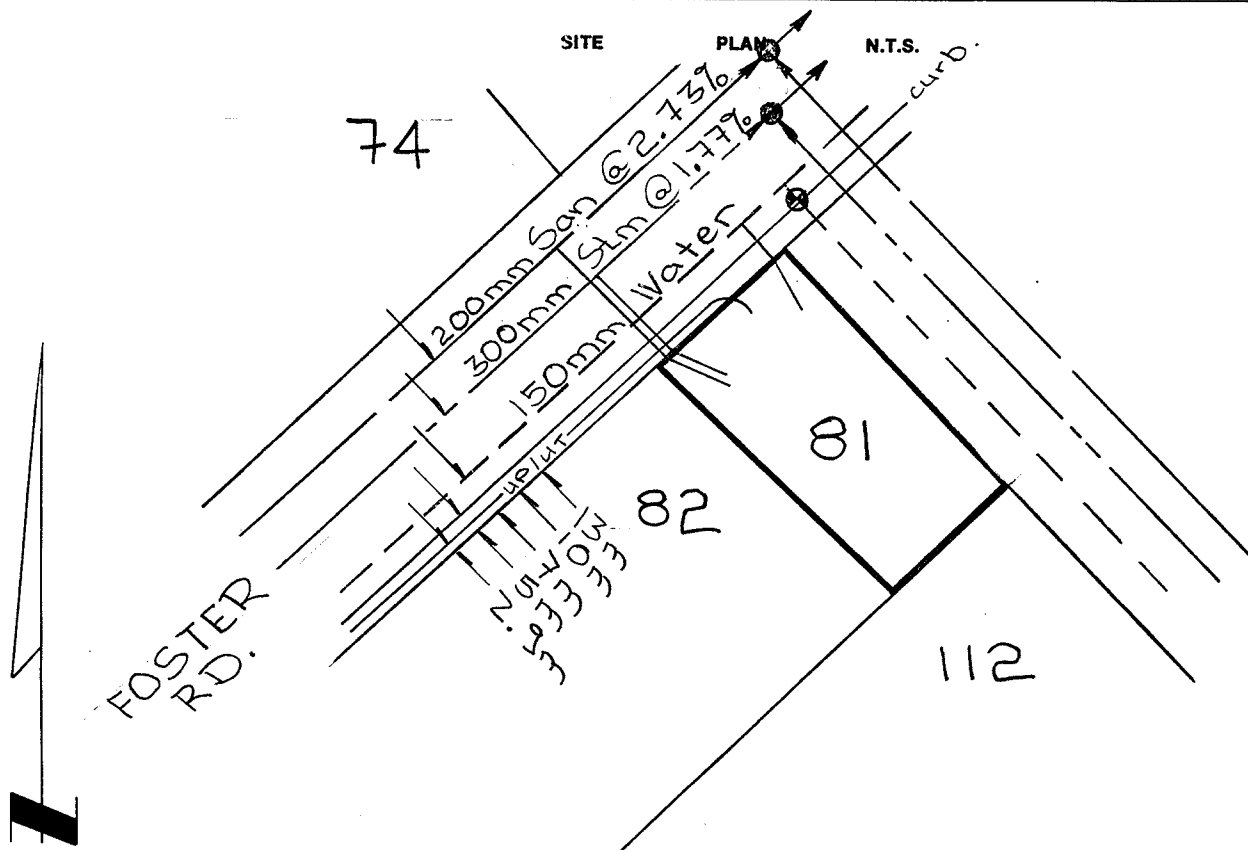 SITE PLAN N.T.S.
curb.
74
200mm San @ 2.73%
300mm Stm @ 1.77%
150mm Water
UP/UT
81
82
112
FOSTER
RD.
N